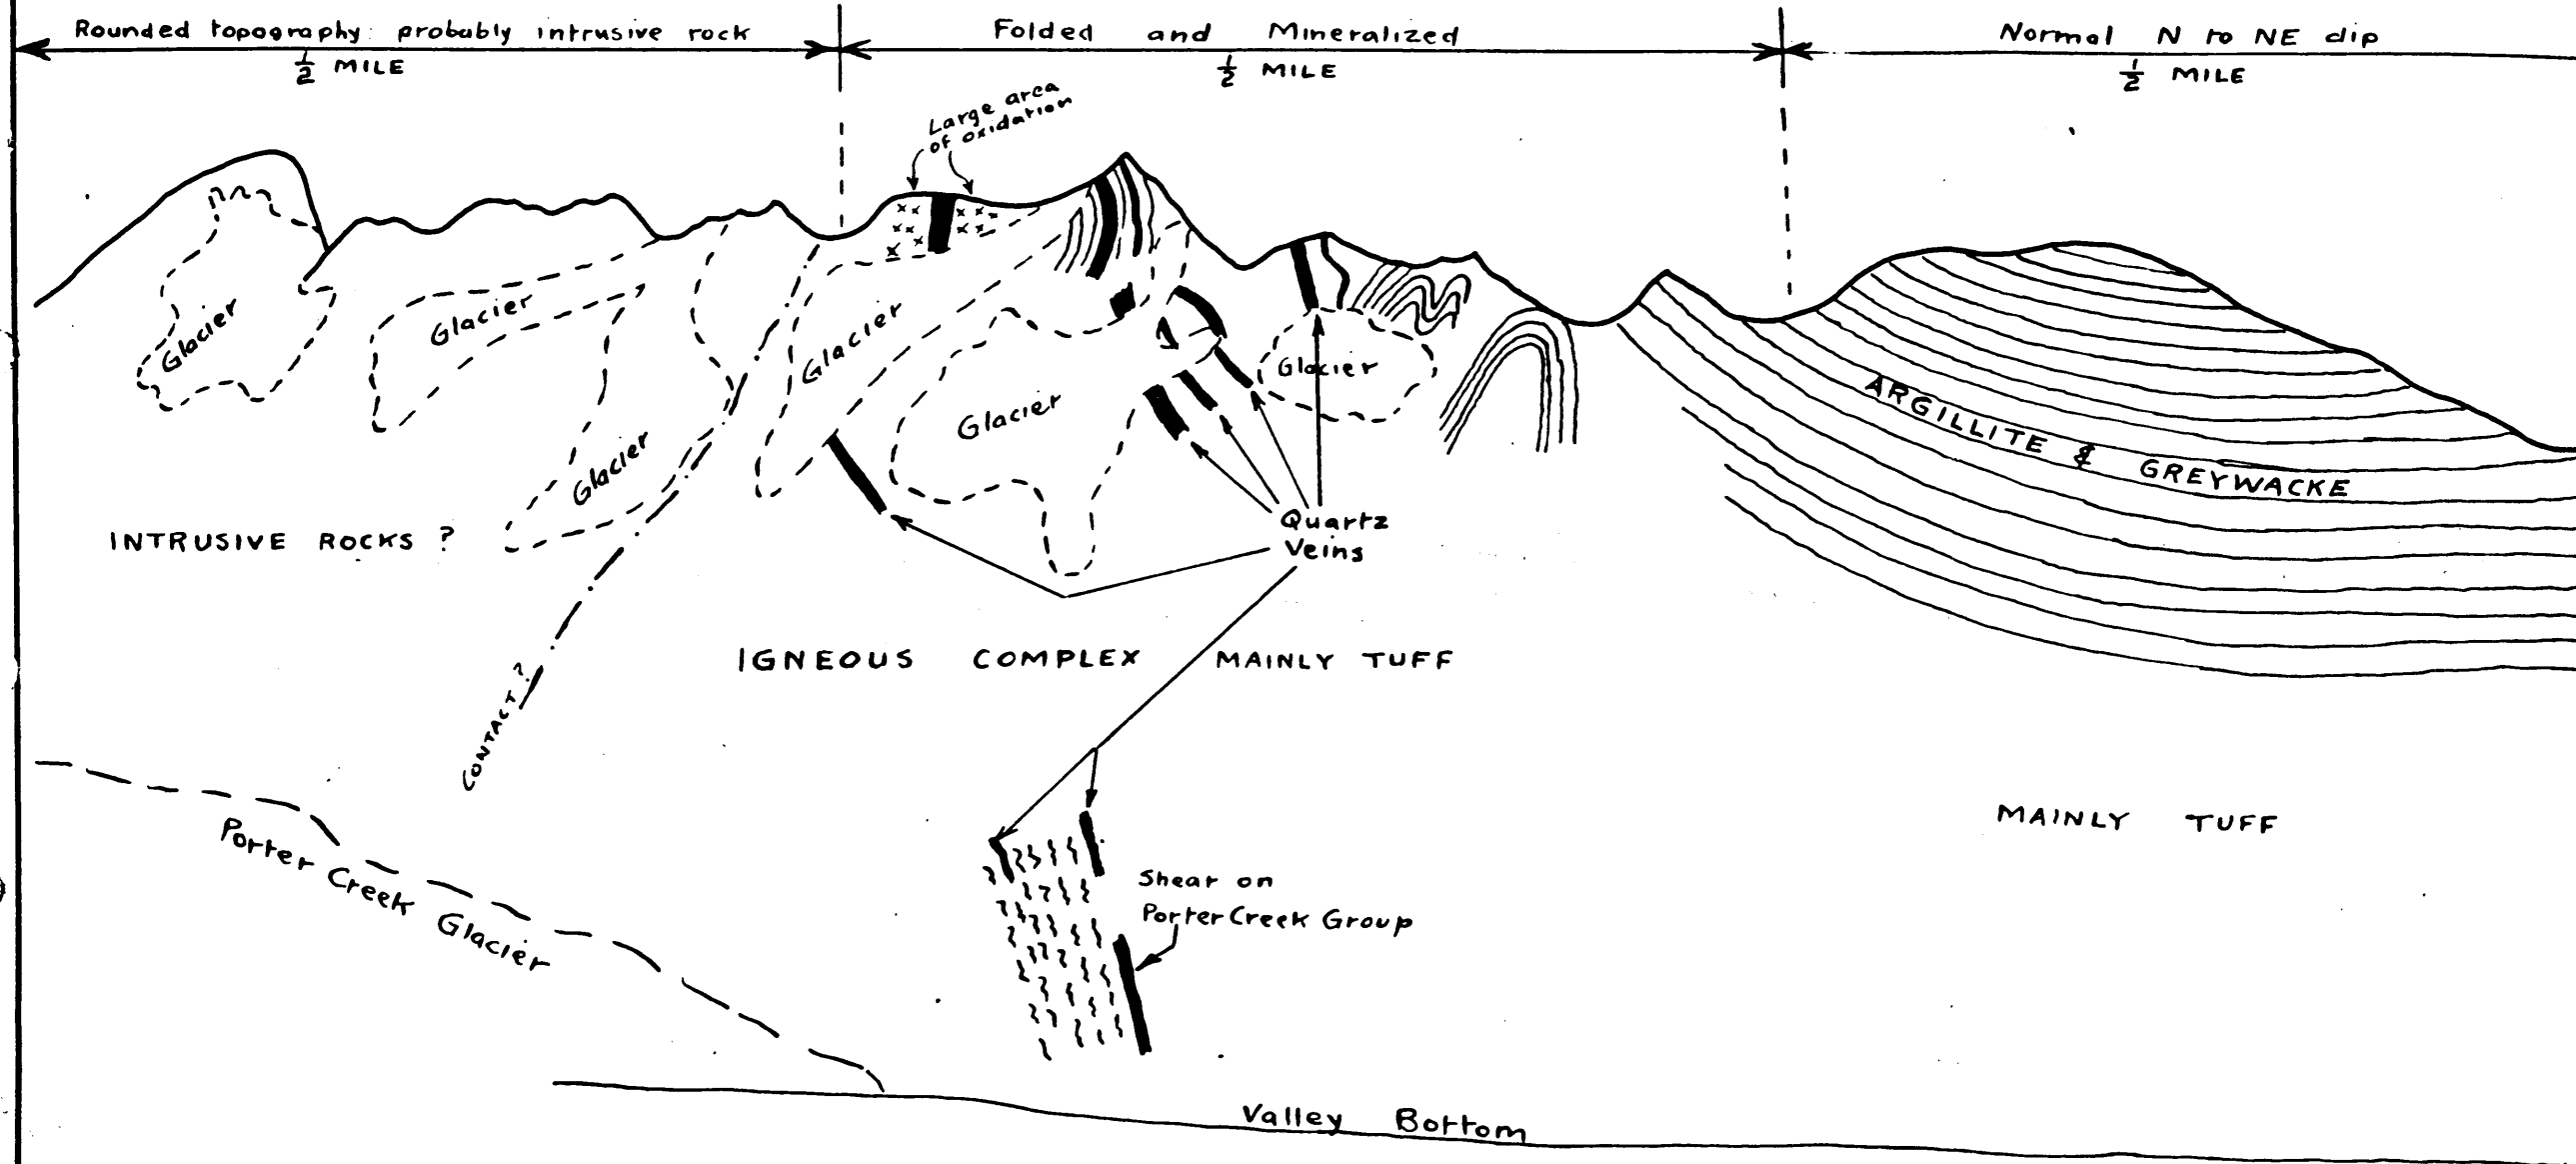 Rounded topography: probably intrusive rock
1/2 MILE
Folded and Mineralized
1/2 MILE
Normal N to NE dip
1/2 MILE
Large area
of oxidation
Glacier
Glacier
Glacier
Glacier
Glacier
Glacier
ARGILLITE & GREYWACKE
Quartz
Veins
INTRUSIVE ROCKS ?
CONTACT ?
IGNEOUS COMPLEX MAINLY TUFF
MAINLY TUFF
Porter Creek Glacier
Shear on
Porter Creek Group
Valley Bottom